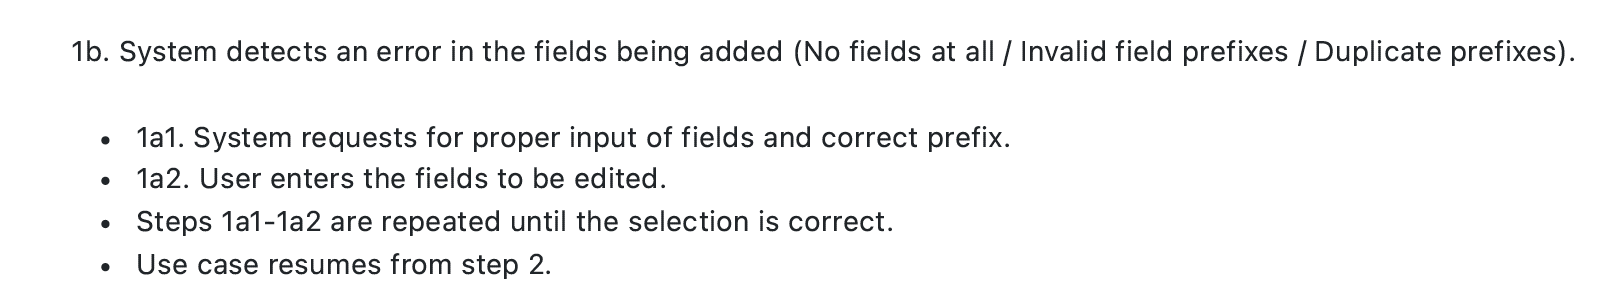 1b. System detects an error in the fields being added (No fields at all / Invalid field prefixes / Duplicate prefixes).
• 1a1. System requests for proper input of fields and correct prefix.
• 1a2. User enters the fields to be edited.
• Steps 1a1-1a2 are repeated until the selection is correct.
• Use case resumes from step 2.